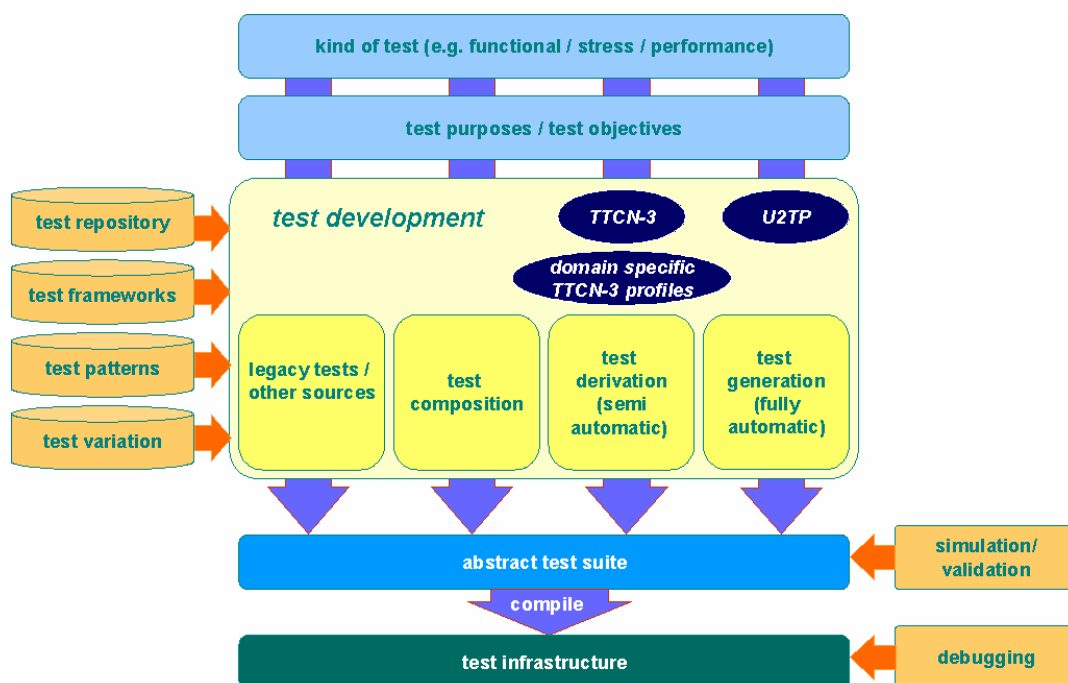 kind of test (e.g. functional / stress / performance)
test purposes / test objectives
test repository
test frameworks
test patterns
test variation
test development
TTCN-3
U2TP
domain specific
TTCN-3 profiles
legacy tests /
other sources
test
composition
test
derivation
(semi
automatic)
test
generation
(fully
automatic)
abstract test suite
simulation/
validation
compile
test infrastructure
debugging